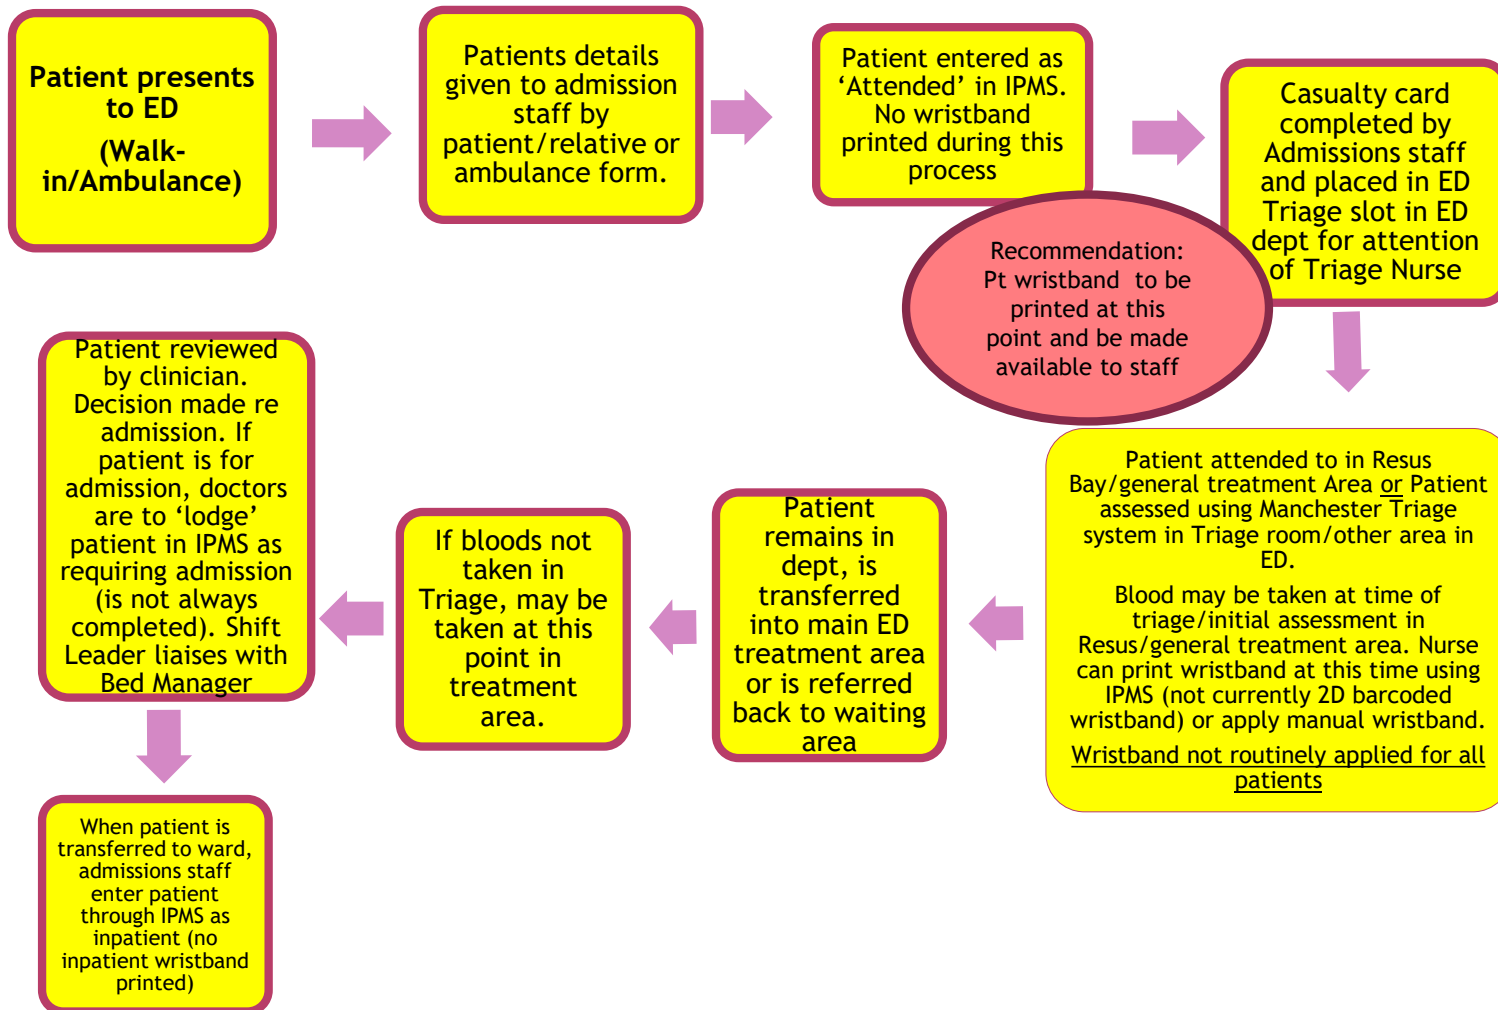 Patient presents
to ED
(Walk-
in/Ambulance)
Patients details
given to admission
staff by
patient/relative or
ambulance form.
Patient entered as
‘Attended’ in IPMS.
No wristband
printed during this
process
Casualty card
completed by
Admissions staff
and placed in ED
Triage slot in ED
dept for attention
of Triage Nurse
Recommendation:
Pt wristband to be
printed at this
point and be made
available to staff
Patient attended to in Resus
Bay/general treatment Area or Patient
assessed using Manchester Triage
system in Triage room/other area in
ED.
Blood may be taken at time of
triage/initial assessment in
Resus/general treatment area. Nurse
can print wristband at this time using
IPMS (not currently 2D barcoded
wristband) or apply manual wristband.
Wristband not routinely applied for all
patients
Patient
remains in
dept, is
transferred
into main ED
treatment area
or is referred
back to waiting
area
If bloods not
taken in
Triage, may be
taken at this
point in
treatment
area.
Patient reviewed
by clinician.
Decision made re
admission. If
patient is for
admission, doctors
are to ‘lodge’
patient in IPMS as
requiring admission
(is not always
completed). Shift
Leader liaises with
Bed Manager
When patient is
transferred to ward,
admissions staff
enter patient
through IPMS as
inpatient (no
inpatient wristband
printed)